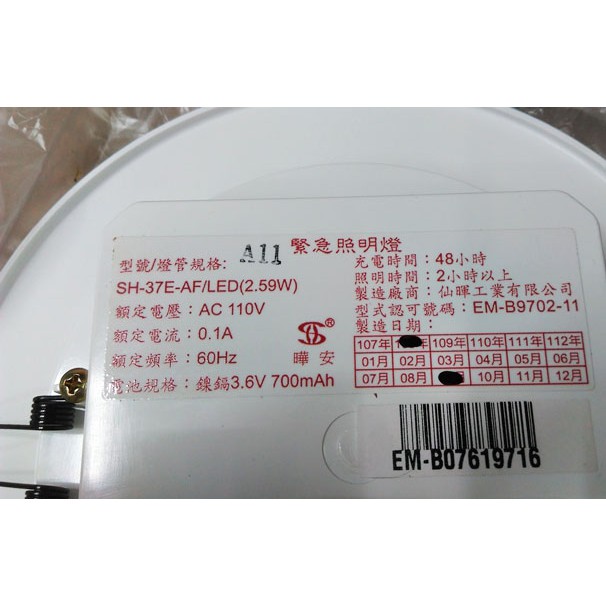 A11 緊急照明燈
型號/燈管規格:
SH-37E-AF/LED(2.59W)
額定電壓：AC 110V
額定電流：0.1A
額定頻率：60Hz
電池規格：鎳鎘3.6V 700mAh
曄安
充電時間：48小時
照明時間：2小時以上
製造廠商：仙暉工業有限公司
型式認可號碼：EM-B9702-11
製造日期：
107年 109年 110年 111年 112年
01月 02月 03月 04月 05月 06月
07月 08月 10月 11月 12月
EM-B07619716